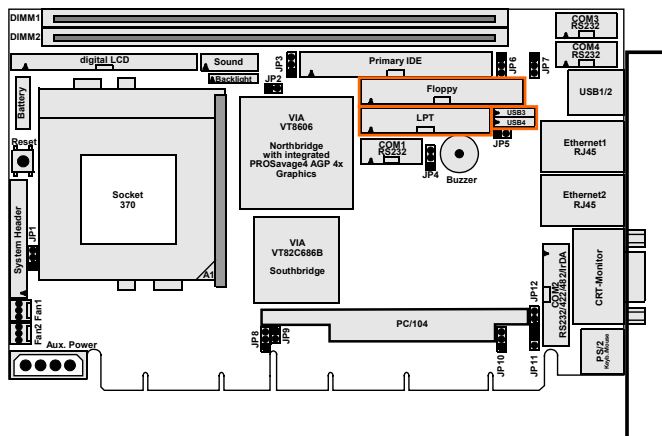 DIMM1
DIMM2
COM3
RS232
COM4
RS232
digital LCD
Sound
Backlight
JP2
JP3
Primary IDE
JP6
JP7
Floppy
USB1/2
Battery
LPT
USB3
USB4
JP5
VIA
VT8606
Northbridge
with integrated
PROSavage4 AGP 4x
Graphics
COM1
RS232
JP4
Buzzer
Ethernet1
RJ45
Reset
Socket
370
Ethernet2
RJ45
System Header
JP1
A1
VIA
VT82C686B
Southbridge
COM2
RS232/422/482/IrDA
CRT-Monitor
Fan2 Fan1
JP12
PC/104
JP8
JP9
JP10
JP11
PS/2
Keyb./Mouse
Aux. Power